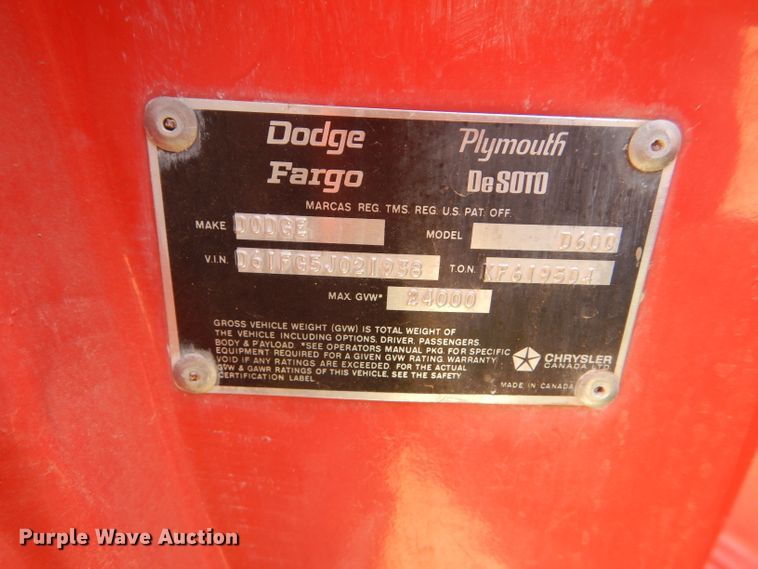 Dodge Plymouth
Fargo De SOTO
MARCAS REG. TMS. REG. U.S. PAT. OFF.
MAKE DODGE MODEL D600
V.I.N. D61FG5J021938 T.O.N. KF619504
MAX. GVW* 24000
GROSS VEHICLE WEIGHT (GVW) IS TOTAL WEIGHT OF
THE VEHICLE INCLUDING OPTIONS, DRIVER, PASSENGERS,
BODY & PAYLOAD. *SEE OPERATORS MANUAL PKG. FOR SPECIFIC
EQUIPMENT REQUIRED FOR A GIVEN GVW RATING. WARRANTY
VOID IF ANY RATINGS ARE EXCEEDED. FOR THE ACTUAL
GVW & GAWR RATINGS OF THIS VEHICLE, SEE THE SAFETY
CERTIFICATION LABEL.
CHRYSLER
CANADA LTD.
MADE IN CANADA
Purple Wave Auction